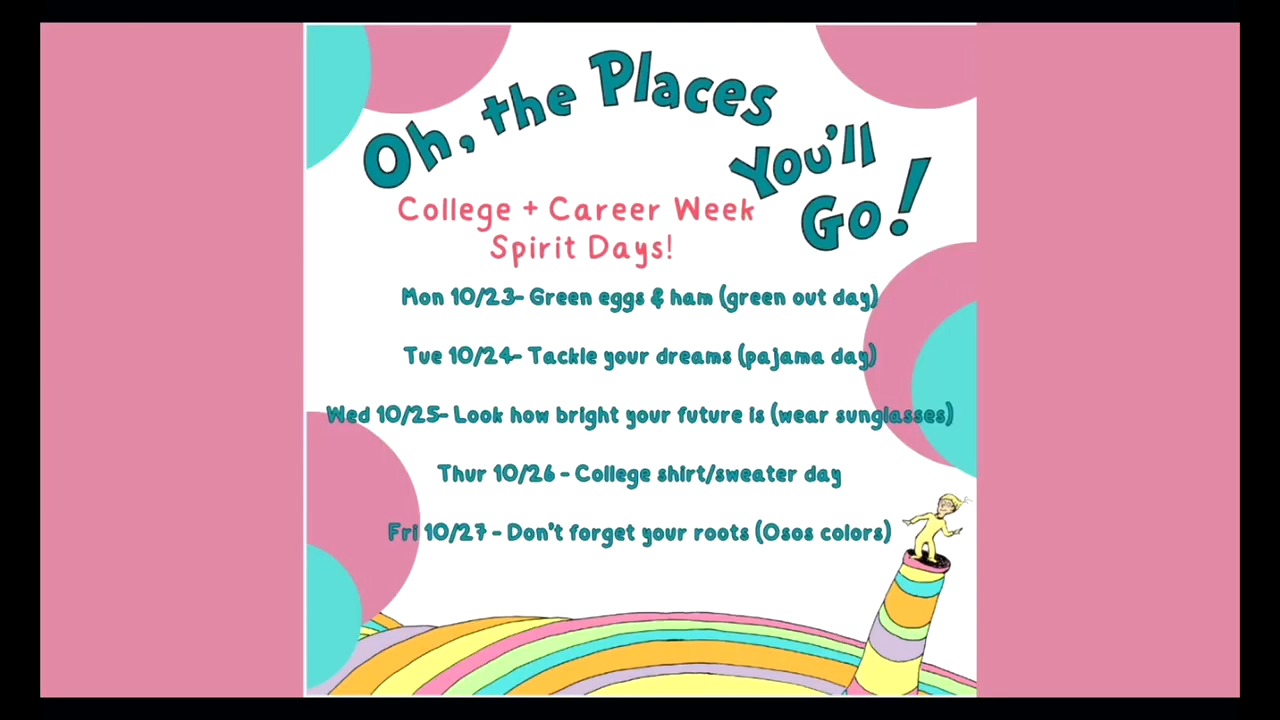 Oh, the Places
You'll
Go!
College + Career Week
Spirit Days!
Mon 10/23- Green eggs & ham (green out day)
Tue 10/24- Tackle your dreams (pajama day)
Wed 10/25- Look how bright your future is (wear sunglasses)
Thur 10/26 - College shirt/sweater day
Fri 10/27 - Don't forget your roots (Osos colors)